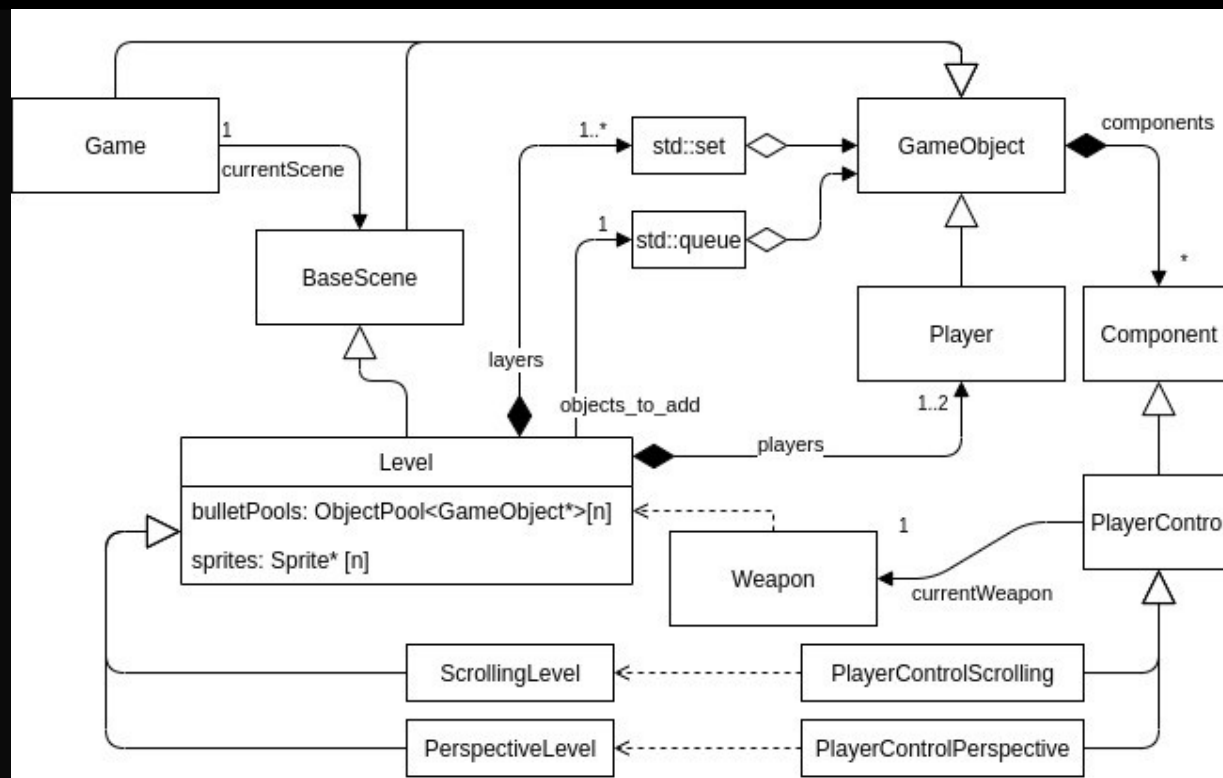 components
1..*
Game
1
std::set
GameObject
currentScene
1
std::queue
*
BaseScene
Player
Component
layers
objects_to_add
1..2
players
Level
bulletPools: ObjectPool<GameObject*>[n]
sprites: Sprite* [n]
1
PlayerContro
Weapon
currentWeapon
ScrollingLevel
PlayerControlScrolling
PerspectiveLevel
PlayerControlPerspective